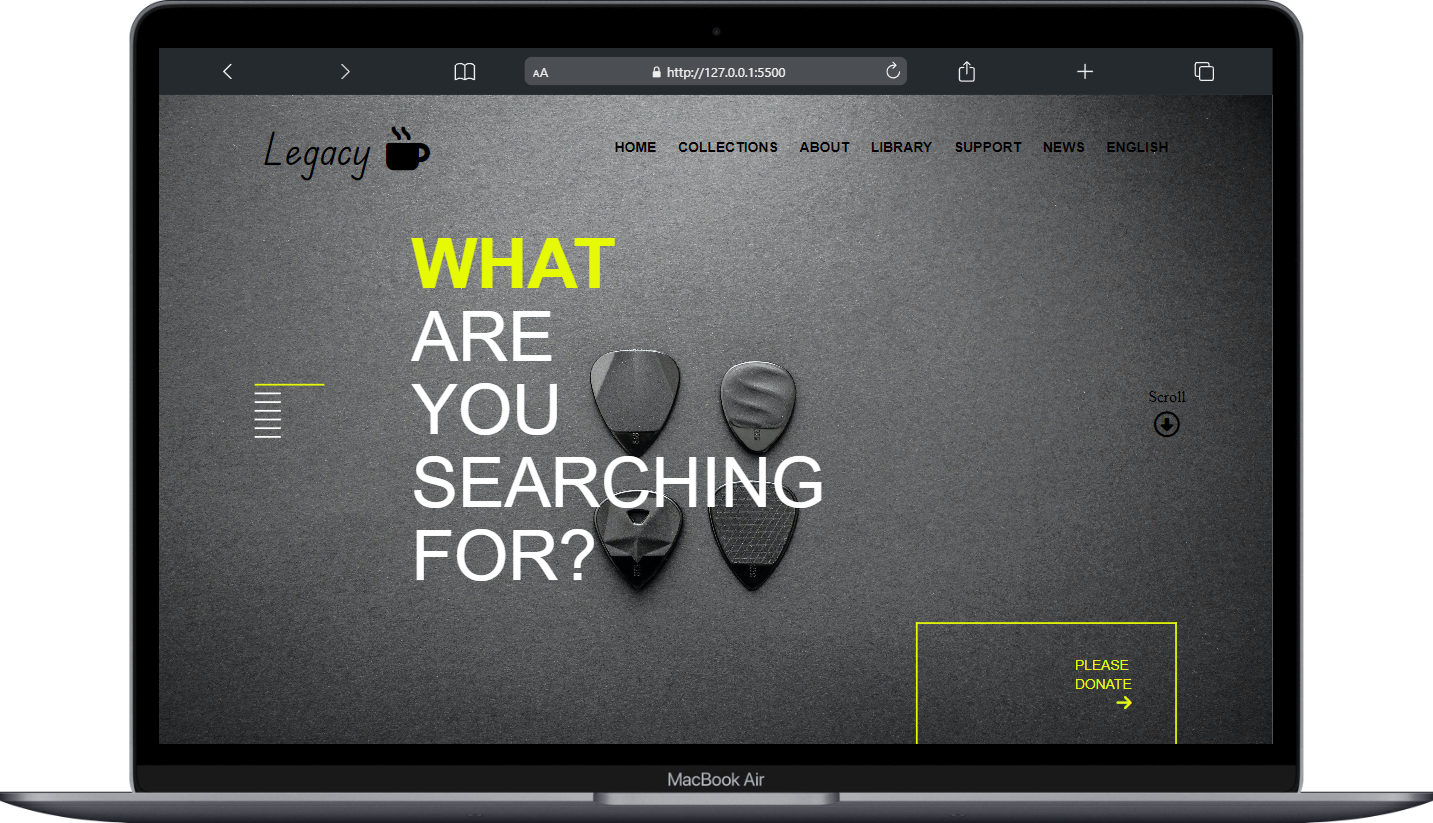 AA
http://127.0.0.1:5500
Legacy
HOME COLLECTIONS ABOUT LIBRARY SUPPORT NEWS ENGLISH
WHAT
ARE
YOU
SEARCHING
FOR?
Scroll
PLEASE
DONATE
MacBook Air